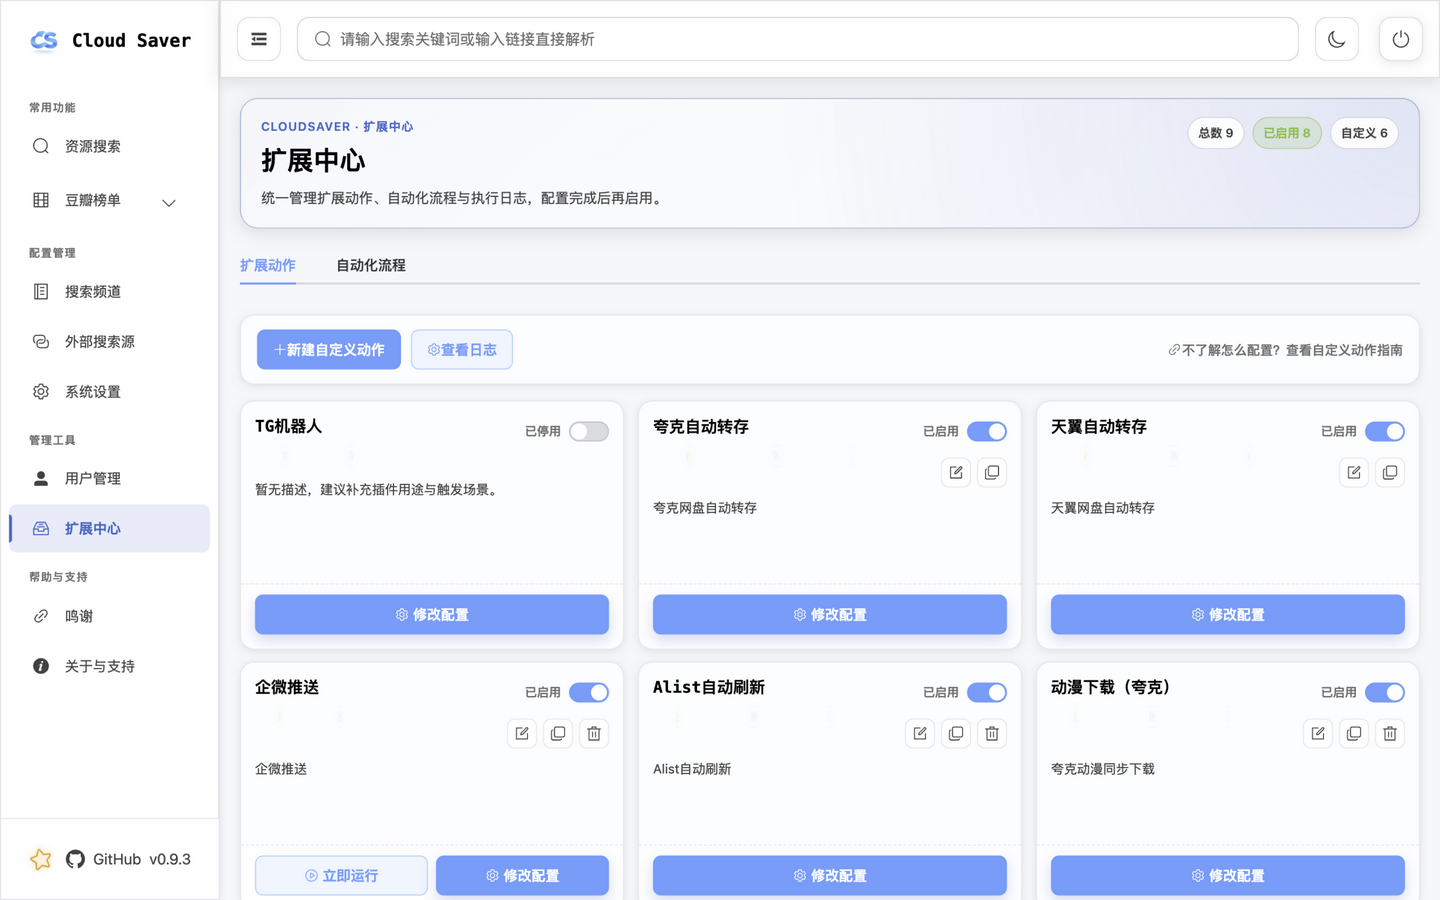 Cloud Saver
请输入搜索关键词或输入链接直接解析
常用功能
资源搜索
豆瓣榜单
配置管理
搜索频道
外部搜索源
系统设置
管理工具
用户管理
扩展中心
帮助与支持
鸣谢
关于与支持
GitHub v0.9.3
CLOUDSAVER · 扩展中心
扩展中心
统一管理扩展动作、自动化流程与执行日志，配置完成后再启用。
总数 9
已启用 8
自定义 6
扩展动作
自动化流程
新建自定义动作
查看日志
不了解怎么配置？查看自定义动作指南
TG机器人
已停用
暂无描述，建议补充插件用途与触发场景。
修改配置
夸克自动转存
已启用
夸克网盘自动转存
修改配置
天翼自动转存
已启用
天翼网盘自动转存
修改配置
企微推送
已启用
企微推送
立即运行
修改配置
Alist自动刷新
已启用
Alist自动刷新
修改配置
动漫下载（夸克）
已启用
夸克动漫同步下载
修改配置